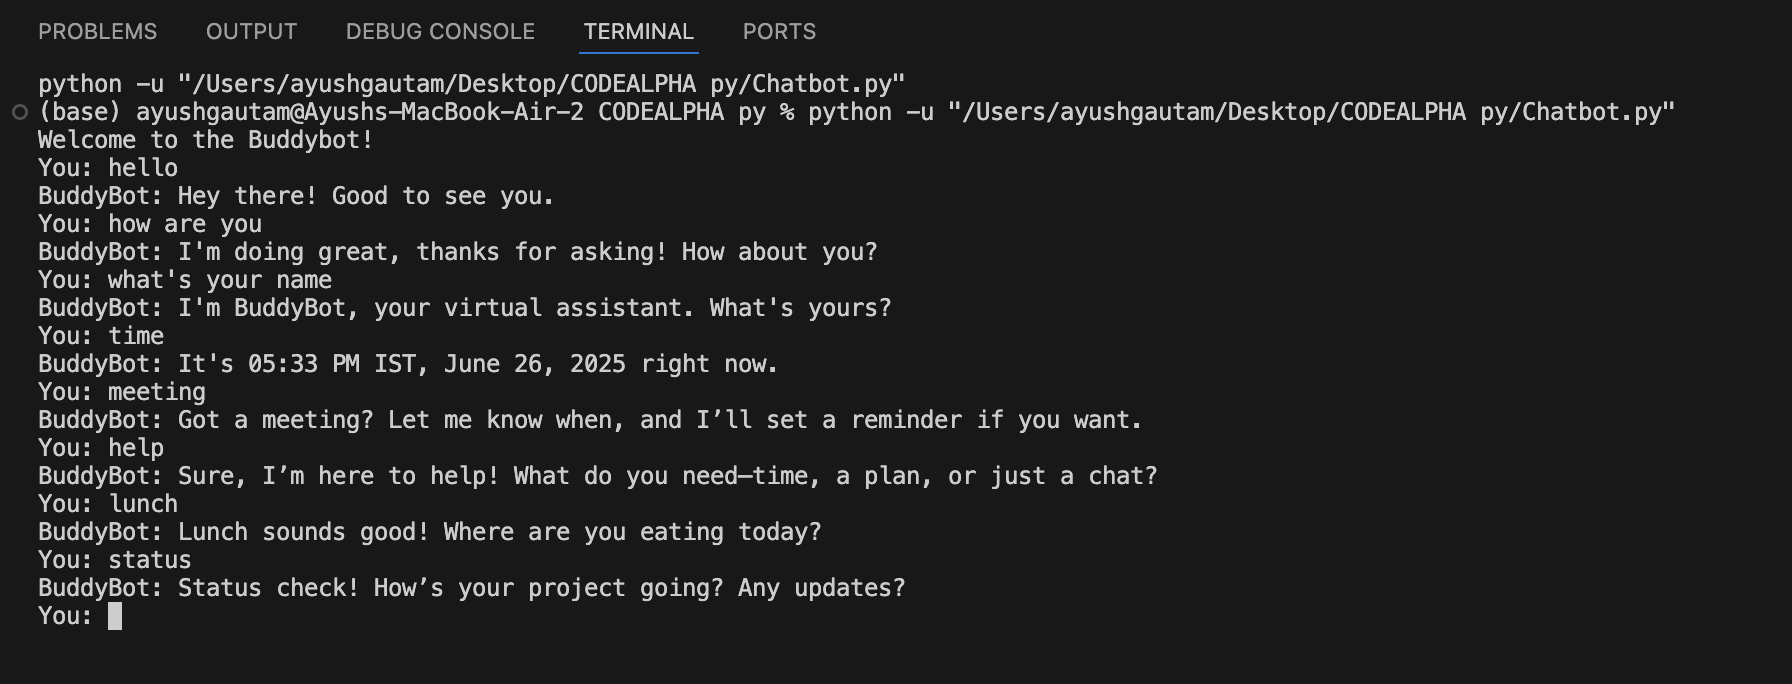 PROBLEMS OUTPUT DEBUG CONSOLE TERMINAL PORTS
python -u "/Users/ayushgautam/Desktop/CODEALPHA py/Chatbot.py"
(base) ayushgautam@Ayushs-MacBook-Air-2 CODEALPHA py % python -u "/Users/ayushgautam/Desktop/CODEALPHA py/Chatbot.py"
Welcome to the Buddybot!
You: hello
BuddyBot: Hey there! Good to see you.
You: how are you
BuddyBot: I'm doing great, thanks for asking! How about you?
You: what's your name
BuddyBot: I'm BuddyBot, your virtual assistant. What's yours?
You: time
BuddyBot: It's 05:33 PM IST, June 26, 2025 right now.
You: meeting
BuddyBot: Got a meeting? Let me know when, and I’ll set a reminder if you want.
You: help
BuddyBot: Sure, I’m here to help! What do you need—time, a plan, or just a chat?
You: lunch
BuddyBot: Lunch sounds good! Where are you eating today?
You: status
BuddyBot: Status check! How’s your project going? Any updates?
You: